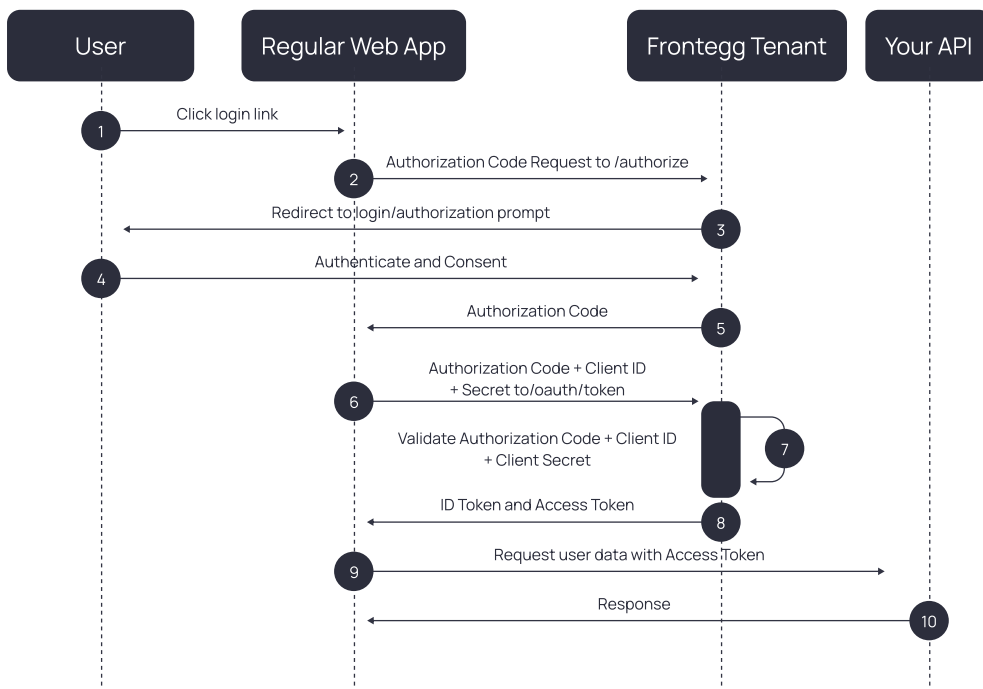 User
Regular Web App
Frontegg Tenant
Your API
Click login link
1
Authorization Code Request to /authorize
2
Redirect to login/authorization prompt
3
Authenticate and Consent
4
Authorization Code
5
Authorization Code + Client ID
+ Secret to/oauth/token
6
Validate Authorization Code + Client ID
+ Client Secret
7
ID Token and Access Token
8
Request user data with Access Token
9
Response
10